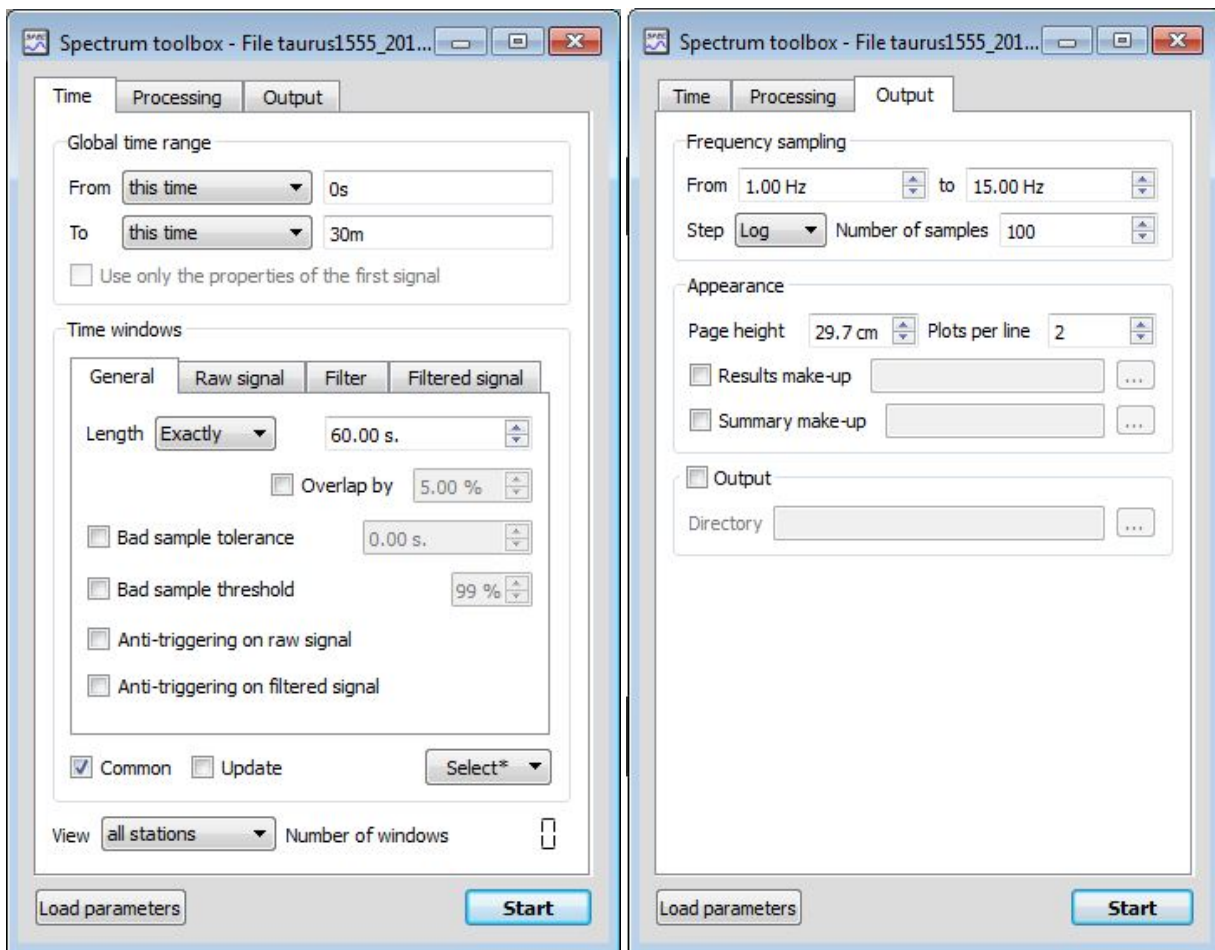 Spectrum toolbox - File taurus1555_201...
Time Processing Output
Global time range
From this time 0s
To this time 30m
Use only the properties of the first signal
Time windows
General Raw signal Filter Filtered signal
Length Exactly 60.00 s.
Overlap by 5.00 %
Bad sample tolerance 0.00 s.
Bad sample threshold 99 %
Anti-triggering on raw signal
Anti-triggering on filtered signal
Common Update Select*
View all stations Number of windows 0
Load parameters Start
Spectrum toolbox - File taurus1555_201...
Time Processing Output
Frequency sampling
From 1.00 Hz to 15.00 Hz
Step Log Number of samples 100
Appearance
Page height 29.7 cm Plots per line 2
Results make-up ...
Summary make-up ...
Output
Directory ...
Load parameters Start